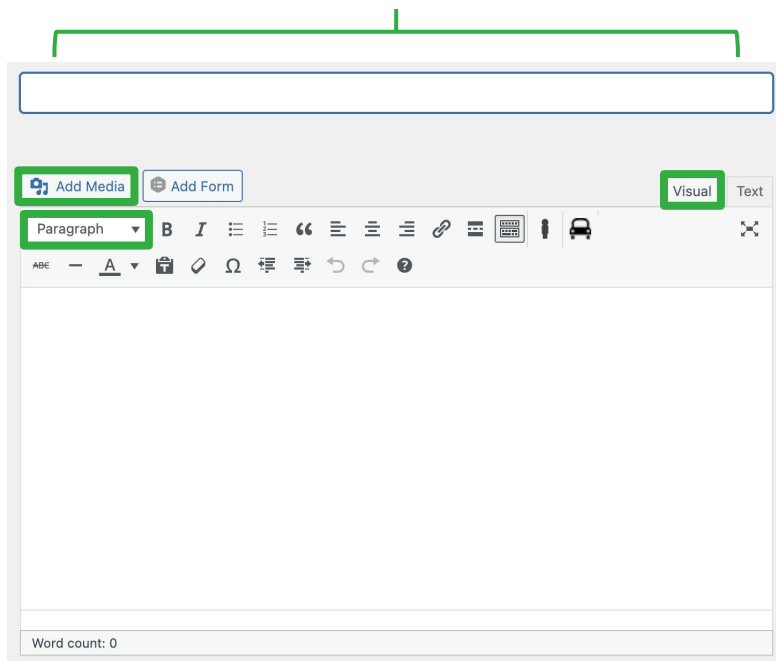 Add Media Add Form Visual Text
Paragraph B I
ABC A Ω
Word count: 0